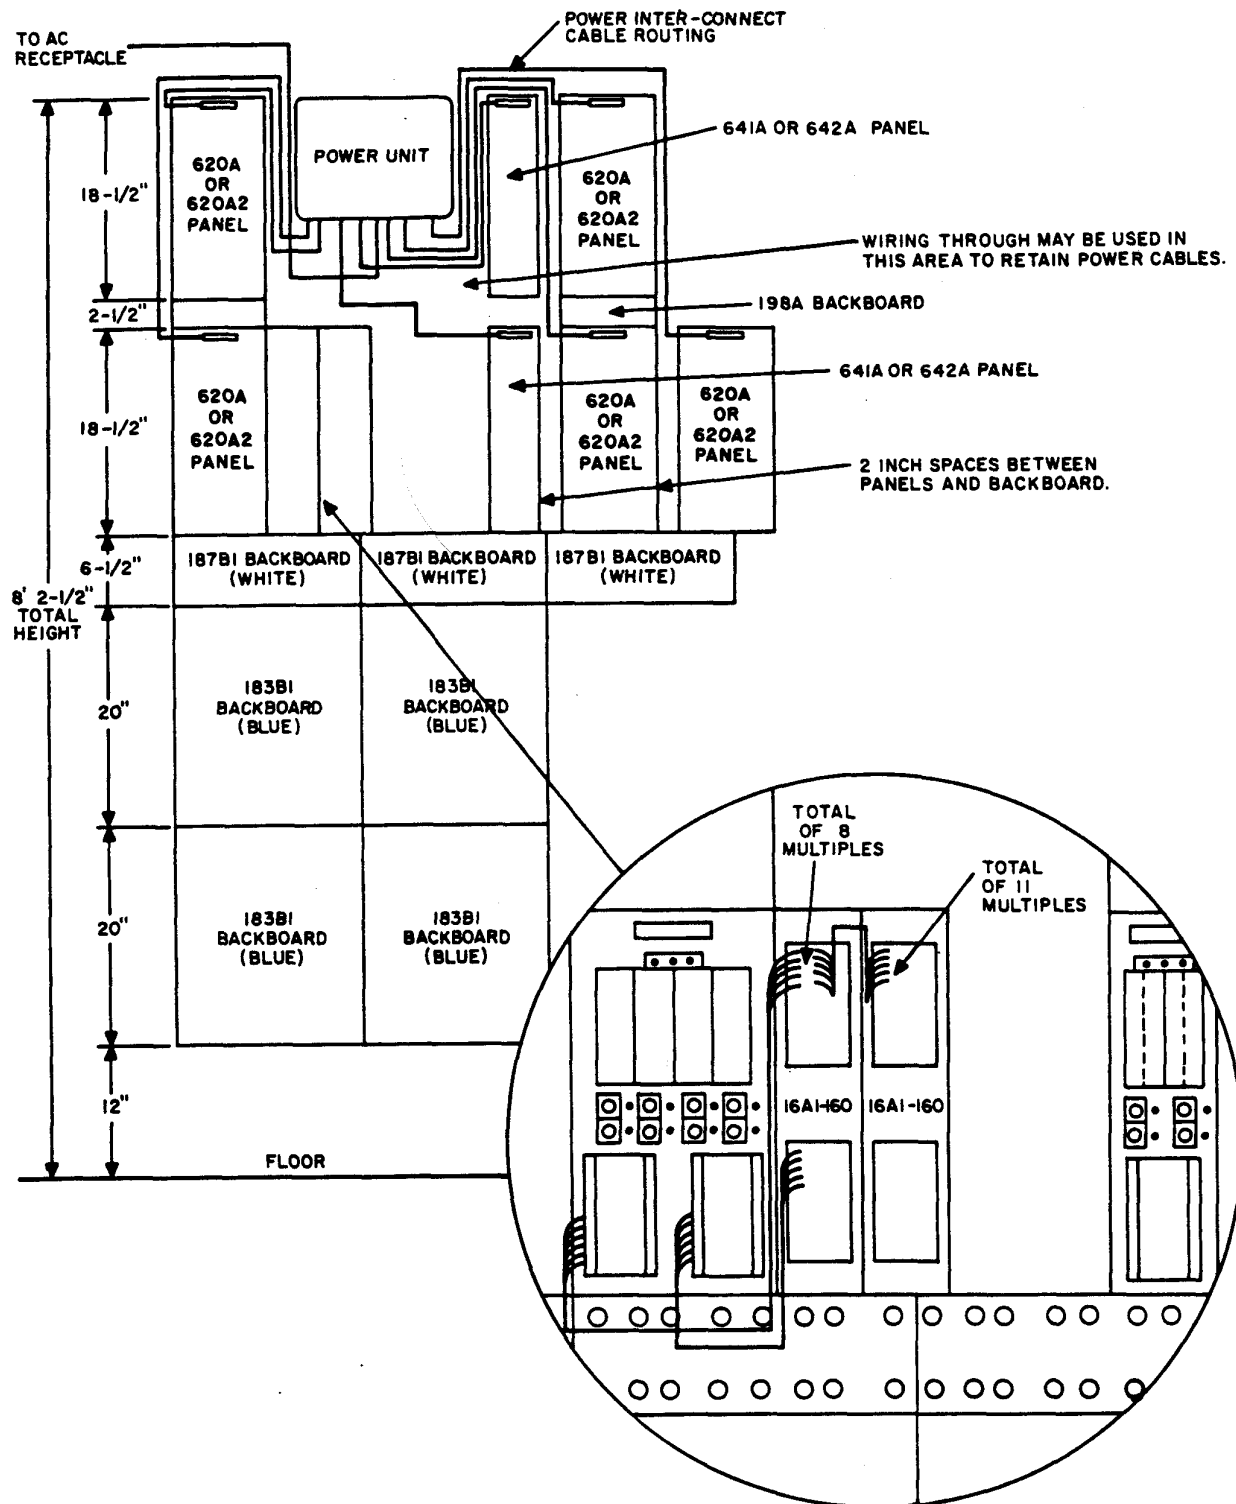 POWER INTER-CONNECT
CABLE ROUTING
TO AC
RECEPTACLE
641A OR 642A PANEL
POWER UNIT
18-1/2"
620A
OR
620A2
PANEL
620A
OR
620A2
PANEL
WIRING THROUGH MAY BE USED IN
THIS AREA TO RETAIN POWER CABLES.
2-1/2"
198A BACKBOARD
641A OR 642A PANEL
18-1/2"
620A
OR
620A2
PANEL
620A
OR
620A2
PANEL
620A
OR
620A2
PANEL
2 INCH SPACES BETWEEN
PANELS AND BACKBOARD.
6-1/2"
187B1 BACKBOARD
(WHITE)
187B1 BACKBOARD
(WHITE)
187B1 BACKBOARD
(WHITE)
8' 2-1/2"
TOTAL
HEIGHT
20"
183B1
BACKBOARD
(BLUE)
183B1
BACKBOARD
(BLUE)
TOTAL
OF 8
MULTIPLES
TOTAL
OF 11
MULTIPLES
20"
183B1
BACKBOARD
(BLUE)
183B1
BACKBOARD
(BLUE)
12"
16A1-160
16A1-160
FLOOR